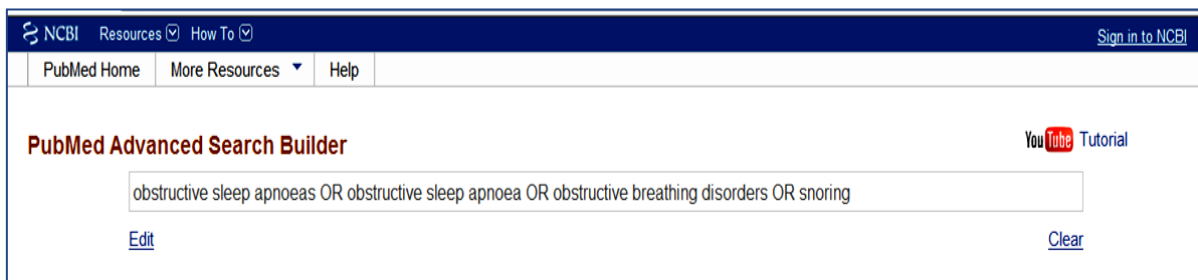 NCBI Resources How To Sign in to NCBI
PubMed Home More Resources Help
PubMed Advanced Search Builder
YouTube Tutorial
obstructive sleep apnoeas OR obstructive sleep apnoea OR obstructive breathing disorders OR snoring
Edit Clear